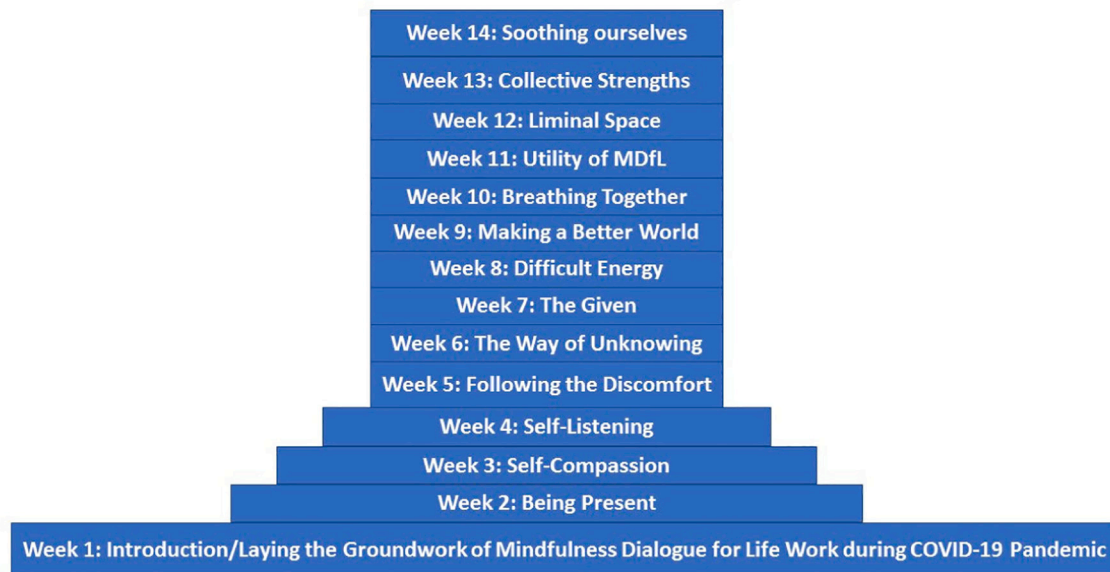 Week 14: Soothing ourselves
Week 13: Collective Strengths
Week 12: Liminal Space
Week 11: Utility of MDfL
Week 10: Breathing Together
Week 9: Making a Better World
Week 8: Difficult Energy
Week 7: The Given
Week 6: The Way of Unknowing
Week 5: Following the Discomfort
Week 4: Self-Listening
Week 3: Self-Compassion
Week 2: Being Present
Week 1: Introduction/Laying the Groundwork of Mindfulness Dialogue for Life Work during COVID-19 Pandemic